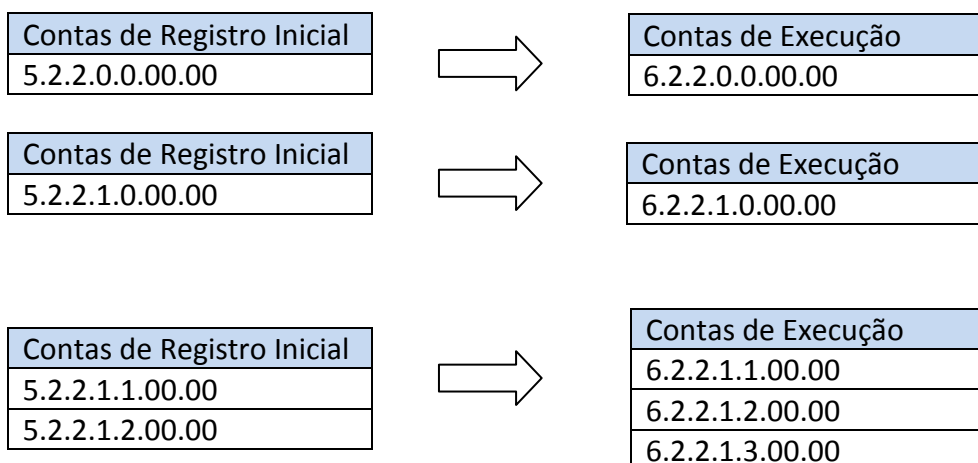 Contas de Registro Inicial
5.2.2.0.0.00.00
Contas de Execução
6.2.2.0.0.00.00
Contas de Registro Inicial
5.2.2.1.0.00.00
Contas de Execução
6.2.2.1.0.00.00
Contas de Registro Inicial
5.2.2.1.1.00.00
5.2.2.1.2.00.00
Contas de Execução
6.2.2.1.1.00.00
6.2.2.1.2.00.00
6.2.2.1.3.00.00